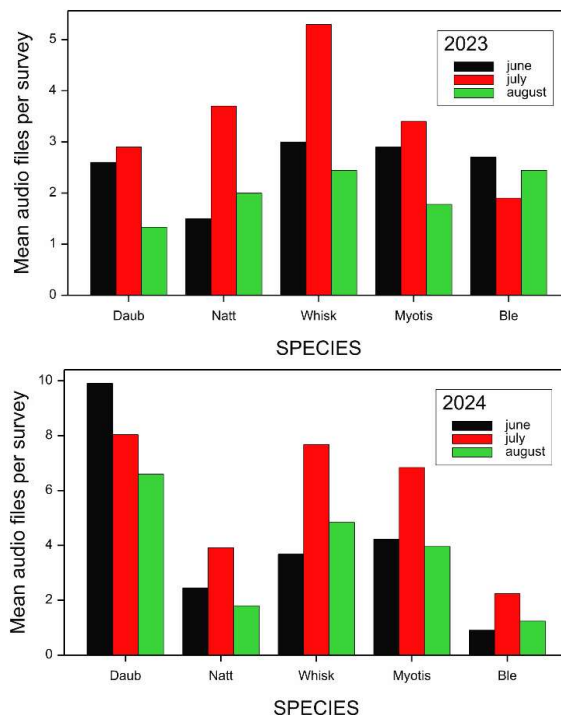 2023
june
july
august
Mean audio files per survey
5
4
3
2
1
0
Daub Natt Whisk Myotis Ble
SPECIES
2024
june
july
august
Mean audio files per survey
10
8
6
4
2
0
Daub Natt Whisk Myotis Ble
SPECIES